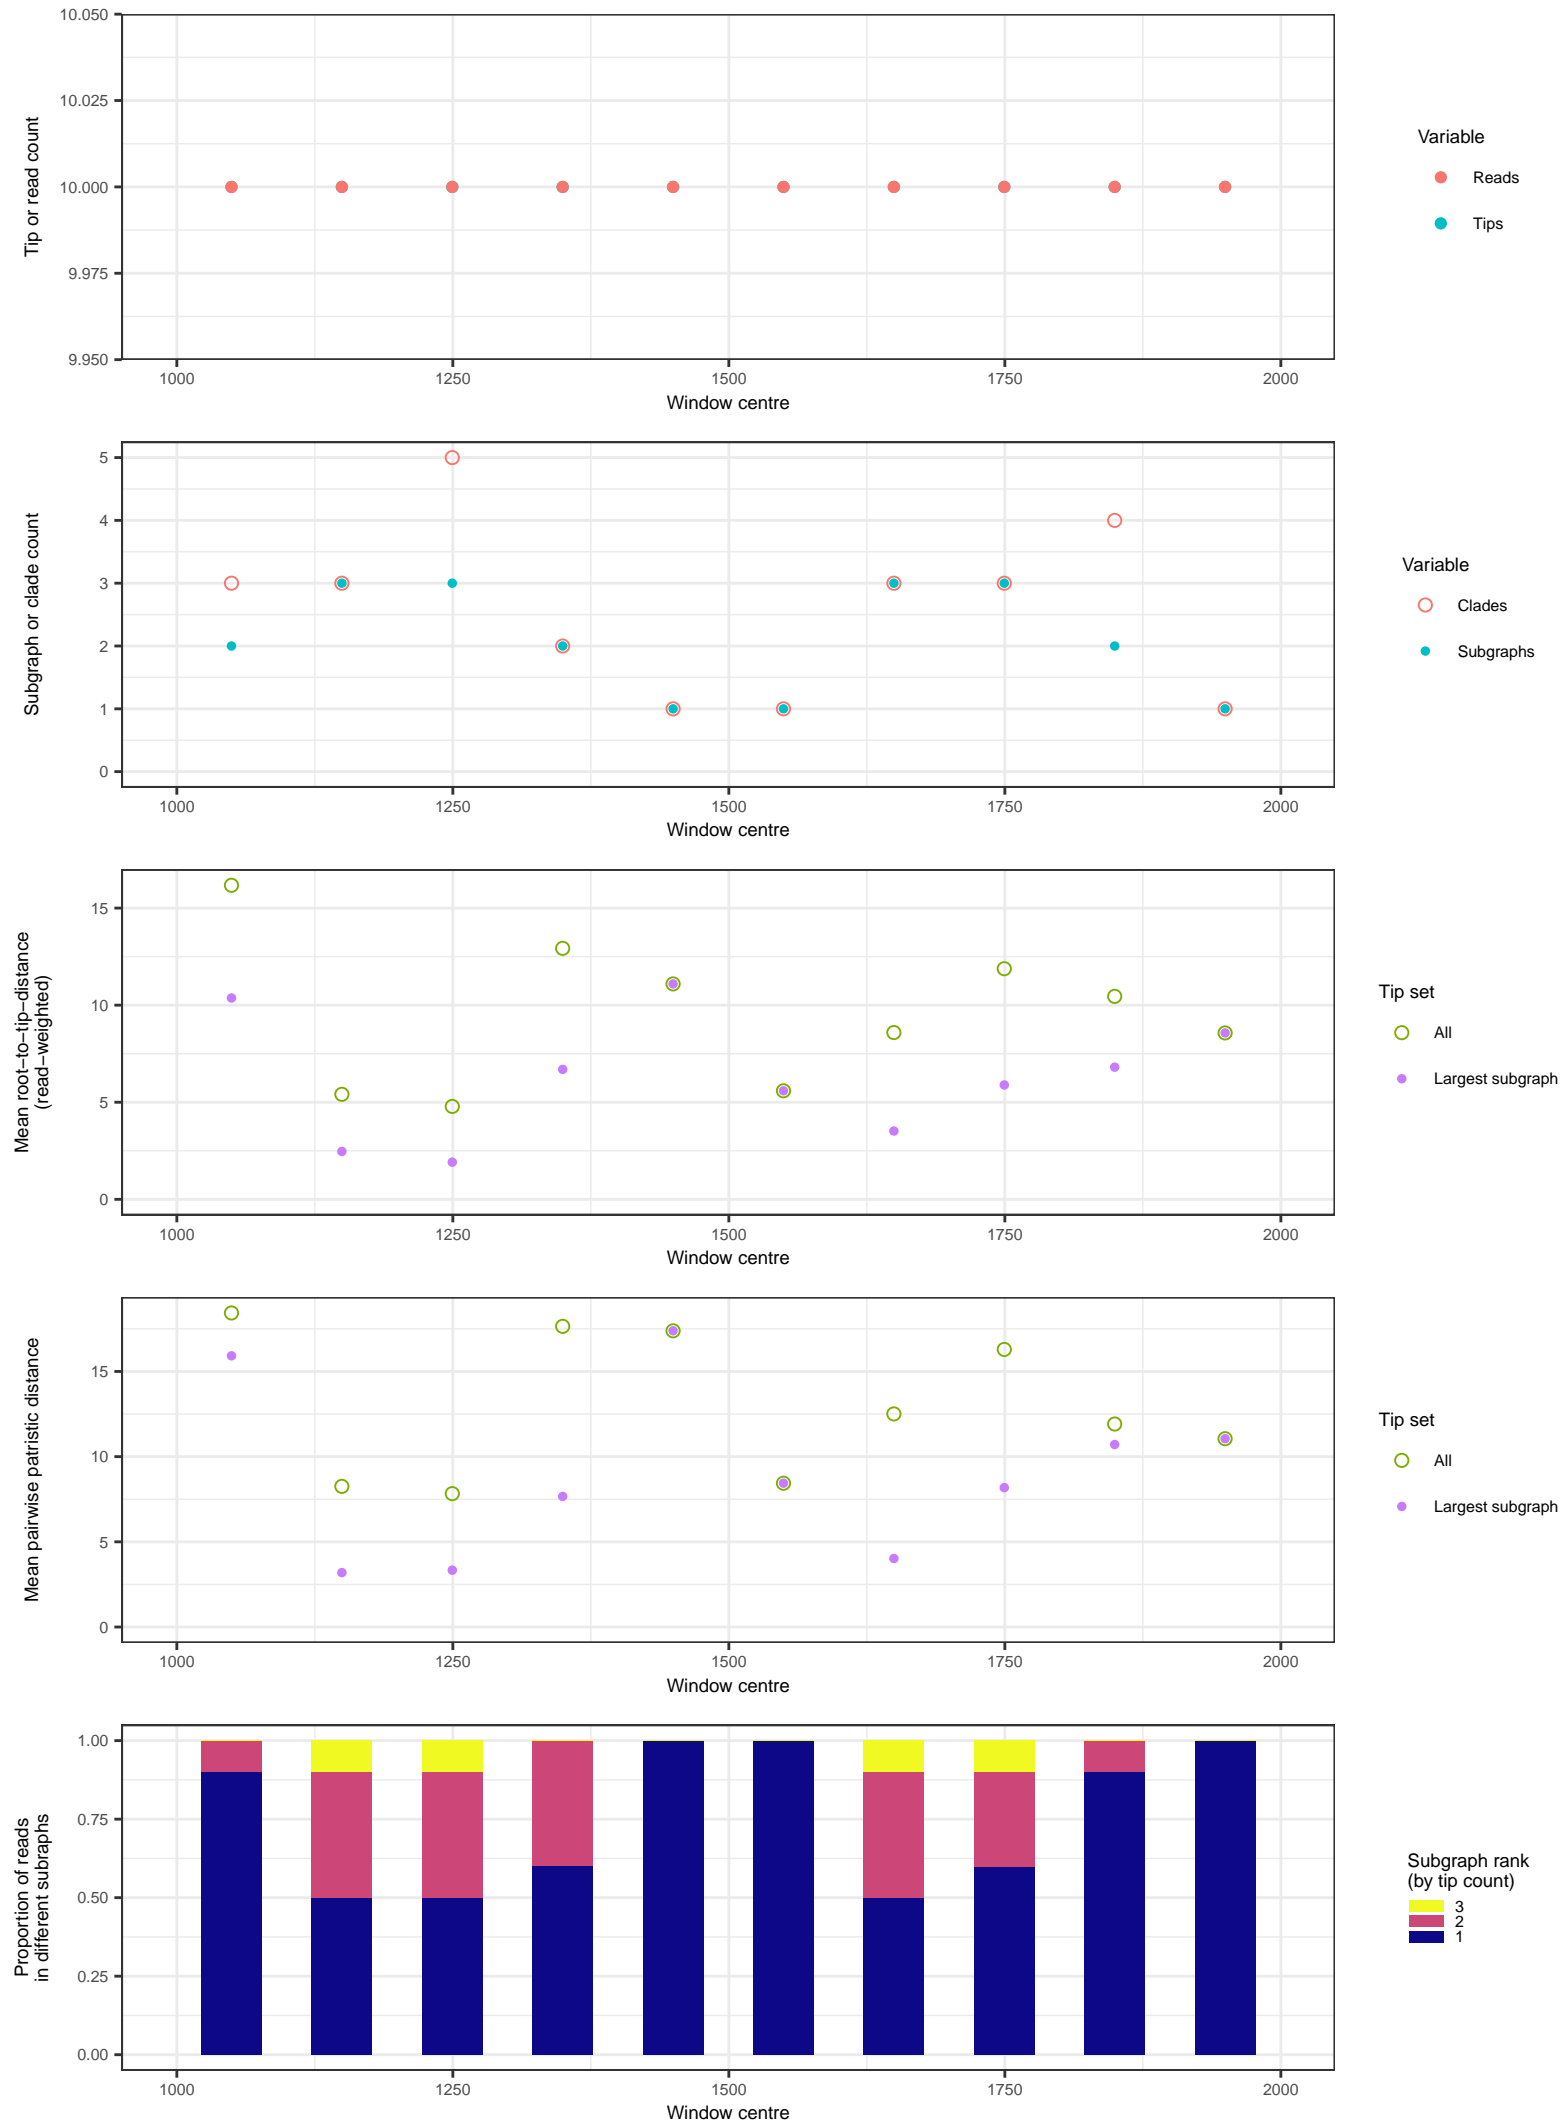 10.050
10.025
10.000
9.975
9.950
Tip or read count
1000 1250 1500 1750 2000
Window centre
Variable
Reads
Tips
5
4
3
2
1
0
Subgraph or clade count
1000 1250 1500 1750 2000
Window centre
Variable
Clades
Subgraphs
15
10
5
0
Mean root−to−tip−distance
(read−weighted)
1000 1250 1500 1750 2000
Window centre
Tip set
All
Largest subgraph
15
10
5
0
Mean pairwise patristic distance
1000 1250 1500 1750 2000
Window centre
Tip set
All
Largest subgraph
1.00
0.75
0.50
0.25
0.00
Proportion of reads
in different subraphs
1000 1250 1500 1750 2000
Window centre
Subgraph rank
(by tip count)
3
2
1